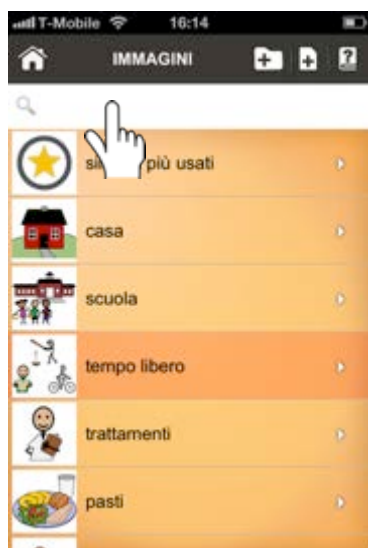 T-Mobile 16:14
IMMAGINI
più usati
casa
scuola
tempo libero
trattamenti
pasti